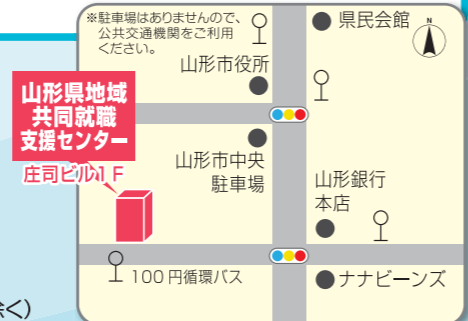 ※駐車場はありませんので、
公共交通機関をご利用
ください。
県民会館
N
山形市役所
山形県地域
共同就職
支援センター
庄司ビル1F
山形市中央
駐車場
山形銀行
本店
100円循環バス
ナナビーンズ
除く)